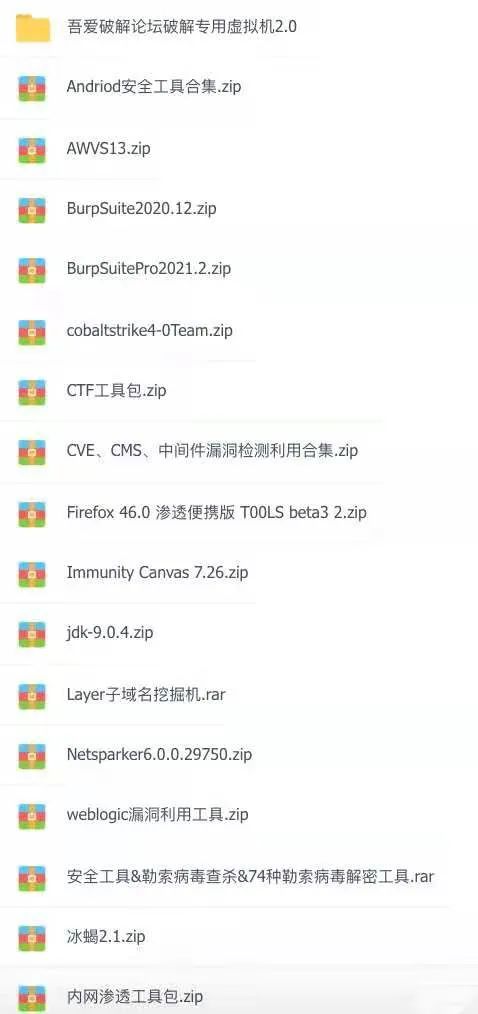 吾爱破解论坛破解专用虚拟机2.0
Andriod安全工具合集.zip
AWVS13.zip
BurpSuite2020.12.zip
BurpSuitePro2021.2.zip
cobaltstrike4-0Team.zip
CTF工具包.zip
CVE、CMS、中间件漏洞检测利用合集.zip
Firefox 46.0 渗透便携版 T00LS beta3 2.zip
Immunity Canvas 7.26.zip
jdk-9.0.4.zip
Layer子域名挖掘机.rar
Netsparker6.0.0.29750.zip
weblogic漏洞利用工具.zip
安全工具&勒索病毒查杀&74种勒索病毒解密工具.rar
冰蝎2.1.zip
内网渗透工具包.zip